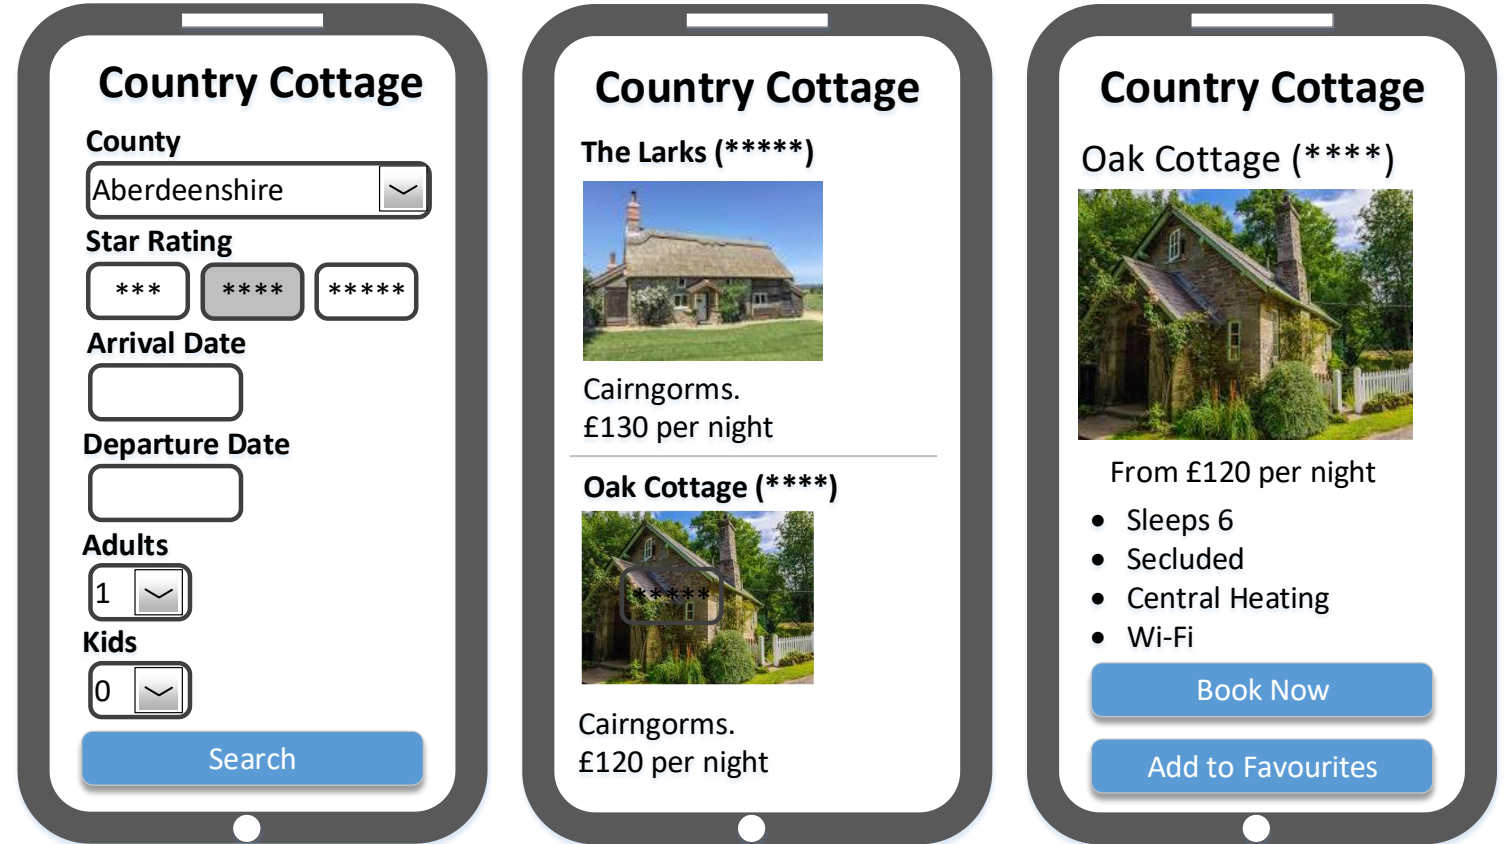 Country Cottage
County
Aberdeenshire
Star Rating
*** **** *****
Arrival Date
Departure Date
Adults
1
Kids
0
Search
Country Cottage
The Larks (*****)
Cairngorms.
£130 per night
Oak Cottage (****)
*****
Cairngorms.
£120 per night
Country Cottage
Oak Cottage (****)
From £120 per night
• Sleeps 6
• Secluded
• Central Heating
• Wi-Fi
Book Now
Add to Favourites